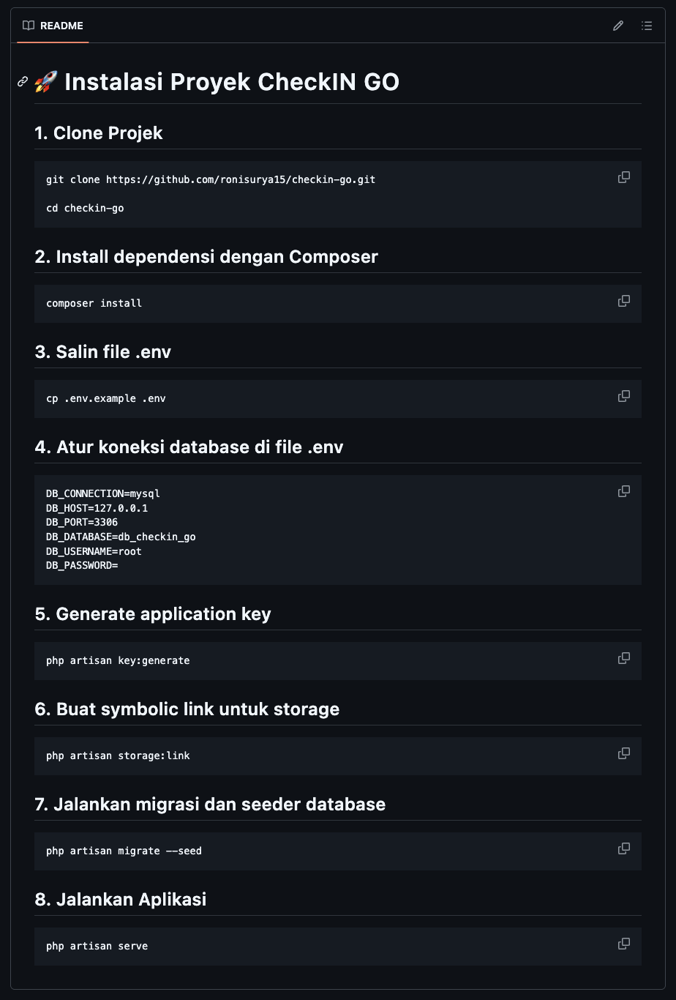 README
🚀 Instalasi Proyek CheckIN GO
1. Clone Projek
git clone https://github.com/ronisurya15/checkin-go.git
cd checkin-go
2. Install dependensi dengan Composer
composer install
3. Salin file .env
cp .env.example .env
4. Atur koneksi database di file .env
DB_CONNECTION=mysql
DB_HOST=127.0.0.1
DB_PORT=3306
DB_DATABASE=db_checkin_go
DB_USERNAME=root
DB_PASSWORD=
5. Generate application key
php artisan key:generate
6. Buat symbolic link untuk storage
php artisan storage:link
7. Jalankan migrasi dan seeder database
php artisan migrate --seed
8. Jalankan Aplikasi
php artisan serve